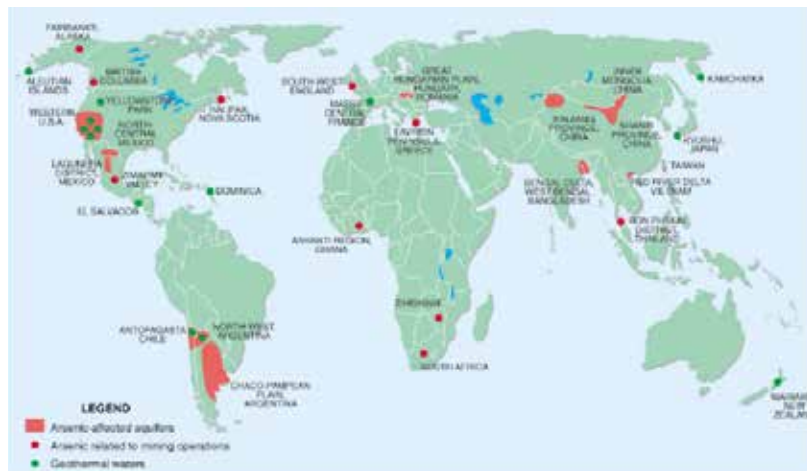 FAIRBANKS,
ALASKA
ALEUTIAN
ISLANDS
BRITISH
COLUMBIA
YELLOWSTONE
PARK
WESTERN
U.S.A.
HALIFAX,
NOVA SCOTIA
NORTH
CENTRAL
MEXICO
LAGUNERA
DISTRICT,
MEXICO
VALLEY
DOMINICA
EL SALVADOR
ANTOFAGASTA
CHILE
NORTH-WEST
ARGENTINA
CHACO-PAMPEAN
PLAIN,
ARGENTINA
SOUTH-WEST
ENGLAND
MASSIF
CENTRAL
FRANCE
GREAT
HUNGARIAN PLAIN,
HUNGARY,
ROMANIA
PENINSULA,
GREECE
ASHANTI REGION,
GHANA
ZIMBABWE
SOUTH AFRICA
INNER
MONGOLIA,
CHINA
XINJIANG
PROVINCE,
CHINA
SHANXI
PROVINCE,
CHINA
KAMCHATKA
KYUSHU,
JAPAN
TAIWAN
BENGAL DELTA,
WEST BENGAL,
BANGLADESH
RED RIVER DELTA
VIETNAM
RON PHIBUN,
DISTRICT,
THAILAND
NEW
LEGEND
Arsenic-affected aquifers
Arsenic related to mining operations
Geothermal waters